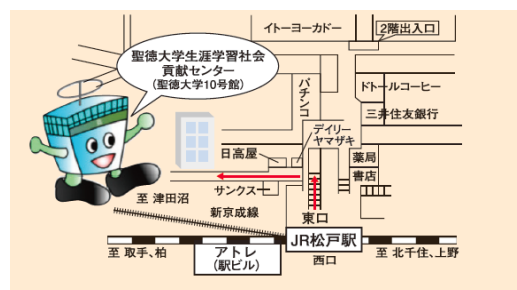 イトーヨーカドー
2階出入口
聖徳大学生涯学習社会
貢献センター
(聖徳大学10号館)
パチンコ
ドトールコーヒー
三井住友銀行
デイリー
ヤマザキ
日高屋
薬局
書店
サンクス
至 津田沼
新京成線
東口
JR松戸駅
至 取手、柏
アトレ
(駅ビル)
西口
至 北千住、上野